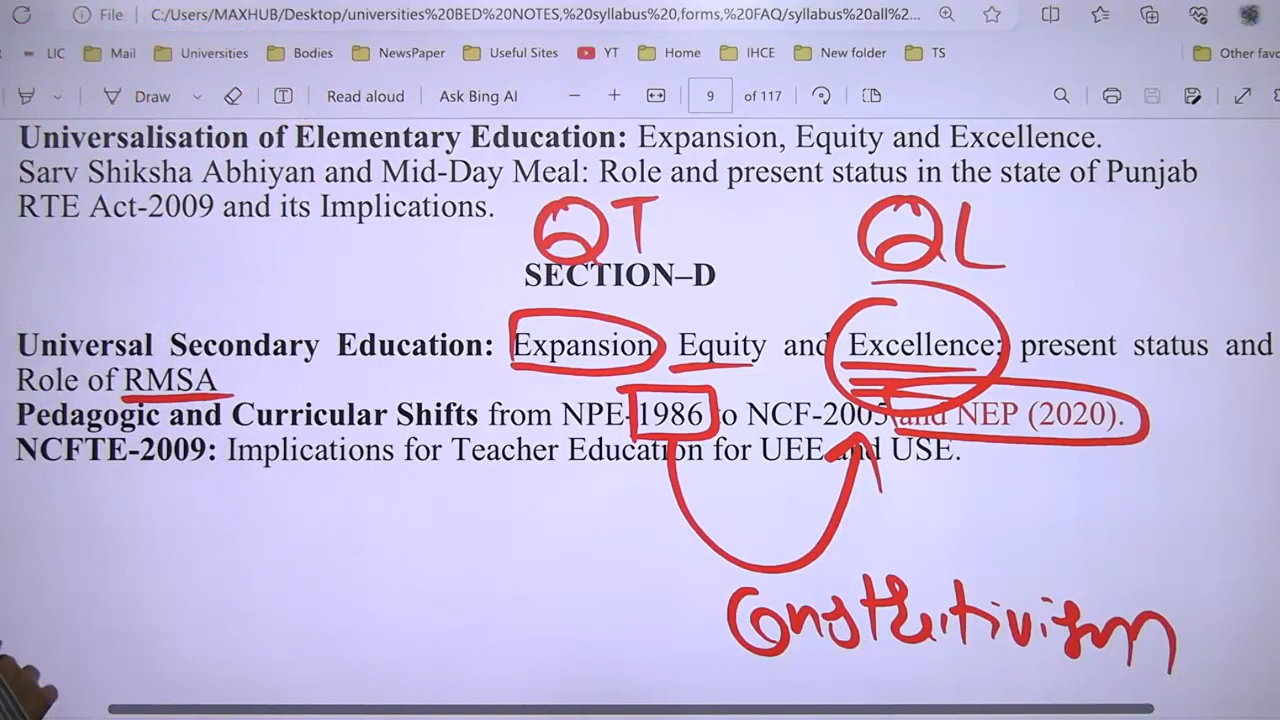 File C:/Users/MAXHUB/Desktop/universities%20BED%20NOTES,%20syllabus%20,forms,%20FAQ/syllabus%20all%2...
LIC Mail Universities Bodies NewsPaper Useful Sites YT Home IHCE New folder TS Other favo
Draw Read aloud Ask Bing AI 9 of 117
Universalisation of Elementary Education: Expansion, Equity and Excellence.
Sarv Shiksha Abhiyan and Mid-Day Meal: Role and present status in the state of Punjab
RTE Act-2009 and its Implications.
QT QL
SECTION–D
Universal Secondary Education: Expansion, Equity and Excellence; present status and
Role of RMSA
Pedagogic and Curricular Shifts from NPE-1986 to NCF-2005 and NEP (2020).
NCFTE-2009: Implications for Teacher Education for UEE and USE.